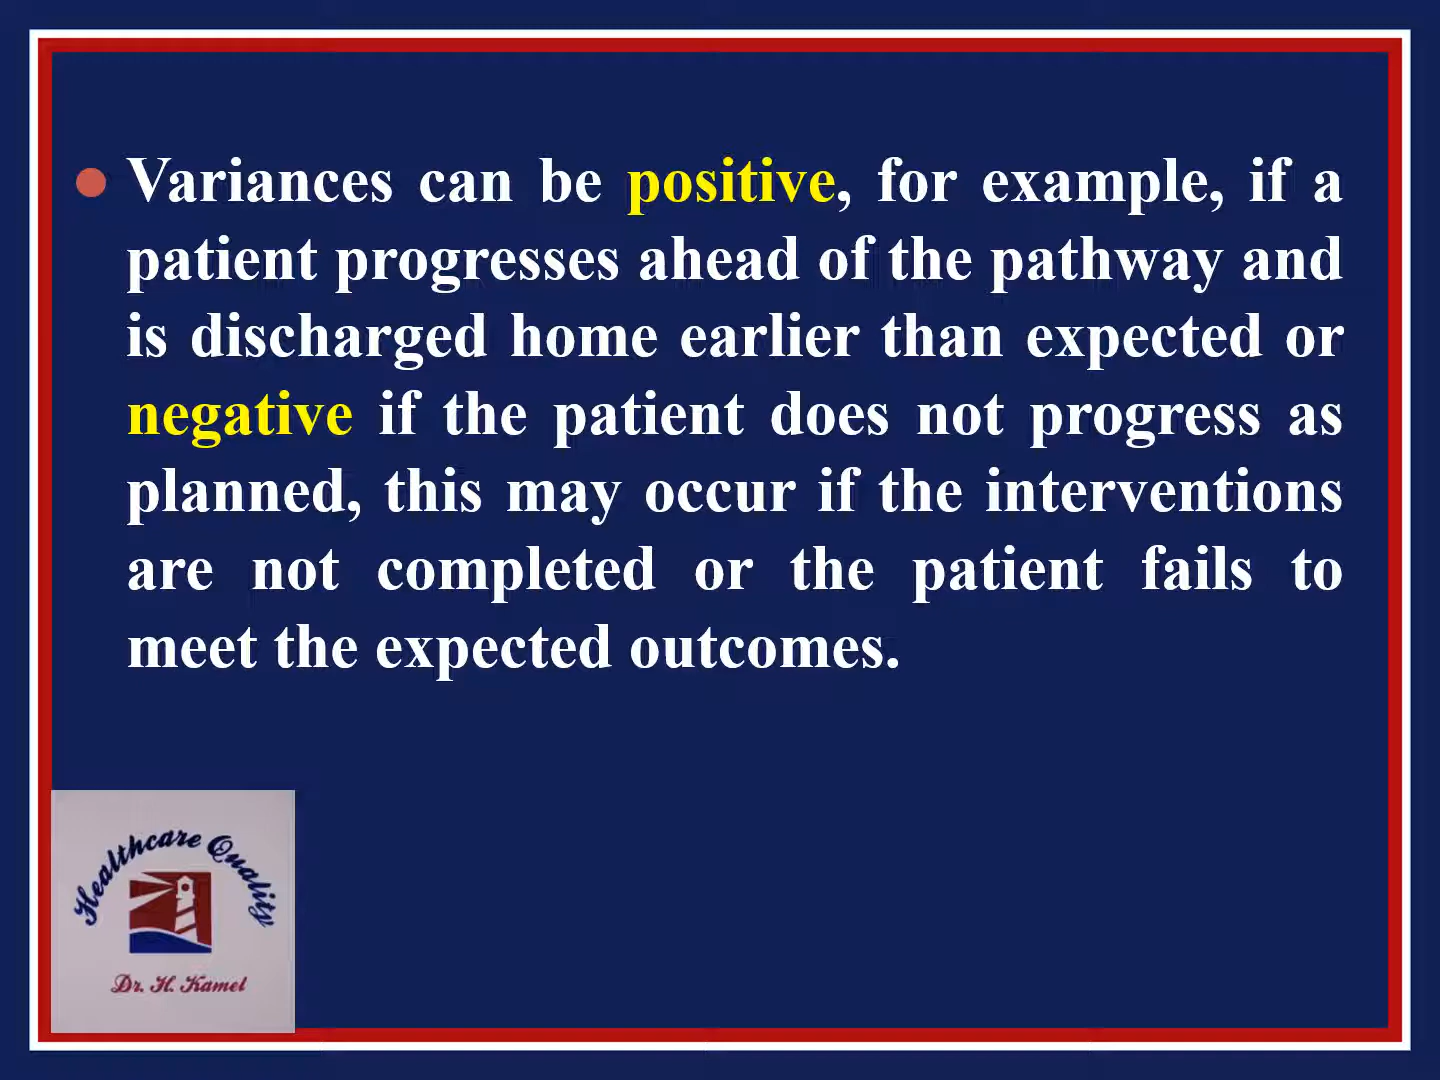 Variances can be positive, for example, if a
patient progresses ahead of the pathway and
is discharged home earlier than expected or
negative if the patient does not progress as
planned, this may occur if the interventions
are not completed or the patient fails to
meet the expected outcomes.
Healthcare Quality
Dr. H. Kamel